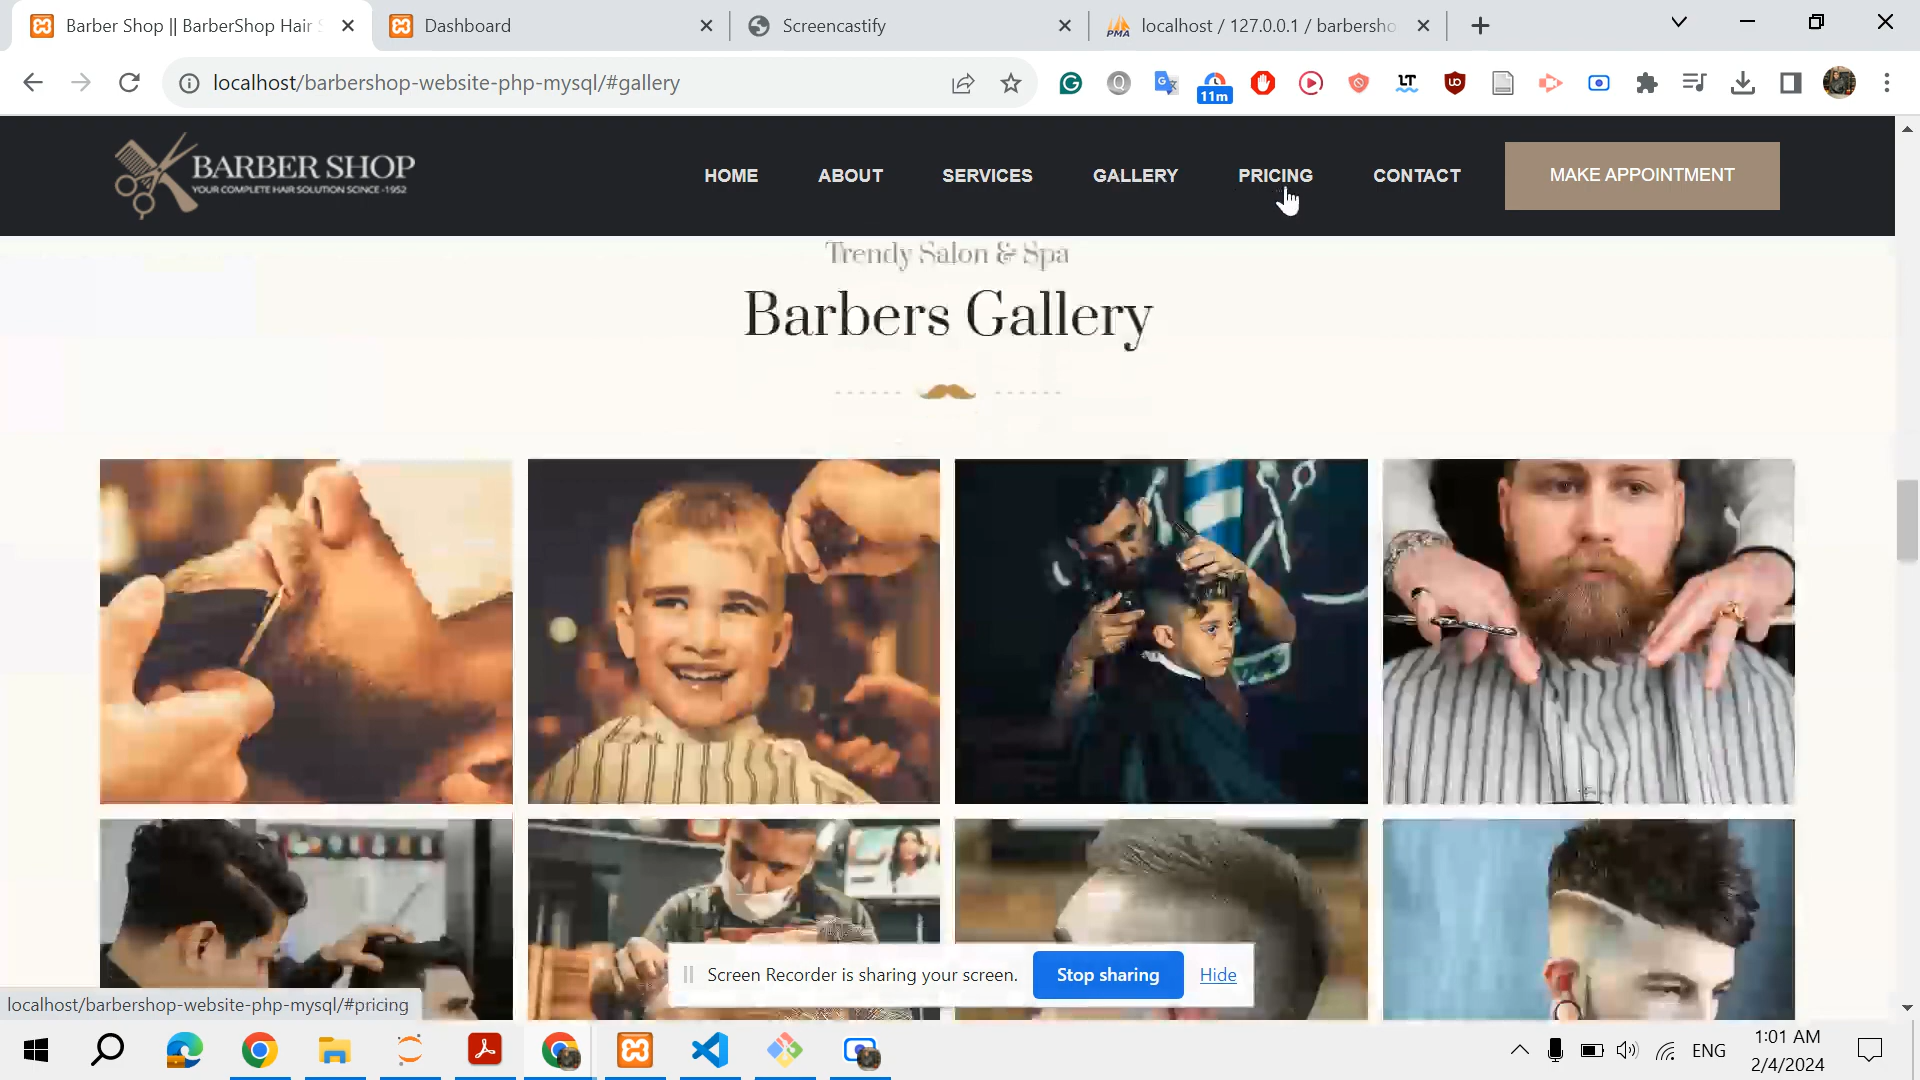 Barber Shop || BarberShop Hair S
Dashboard
Screencastify
PMA
localhost / 127.0.0.1 / barbersho
localhost/barbershop-website-php-mysql/#gallery
LT
11m
BARBER SHOP
YOUR COMPLETE HAIR SOLUTION SCINCE -1952
HOME
ABOUT
SERVICES
GALLERY
PRICING
CONTACT
MAKE APPOINTMENT
Trendy Salon & Spa
Barbers Gallery
Screen Recorder is sharing your screen.
Stop sharing
Hide
localhost/barbershop-website-php-mysql/#pricing
ENG
1:01 AM
2/4/2024